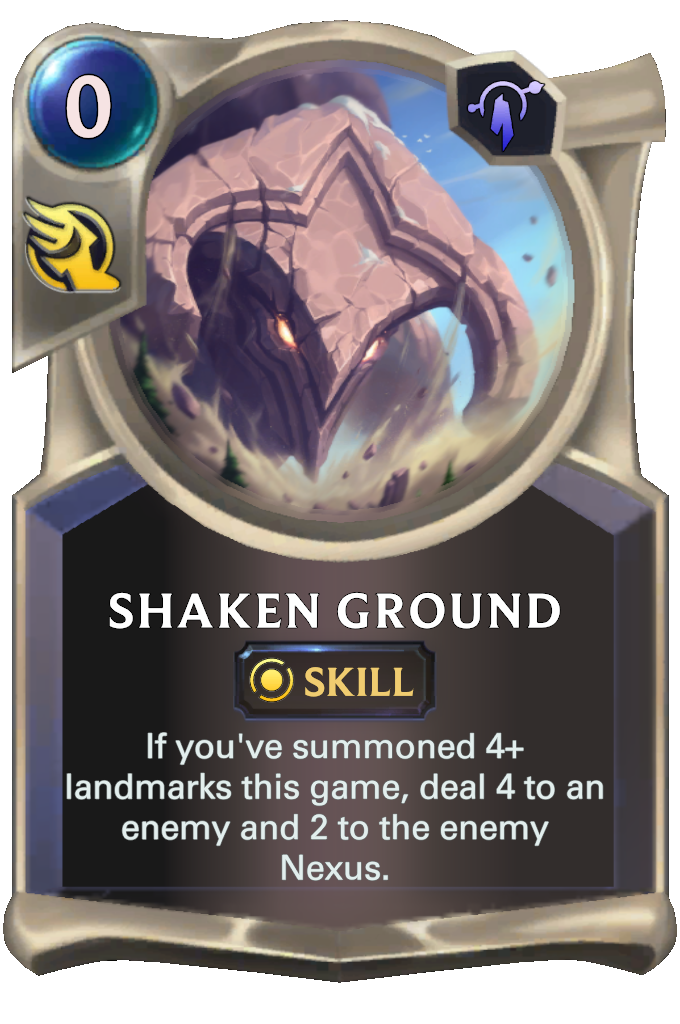 0
SHAKEN GROUND
SKILL
If you've summoned 4+
landmarks this game, deal 4 to an
enemy and 2 to the enemy
Nexus.